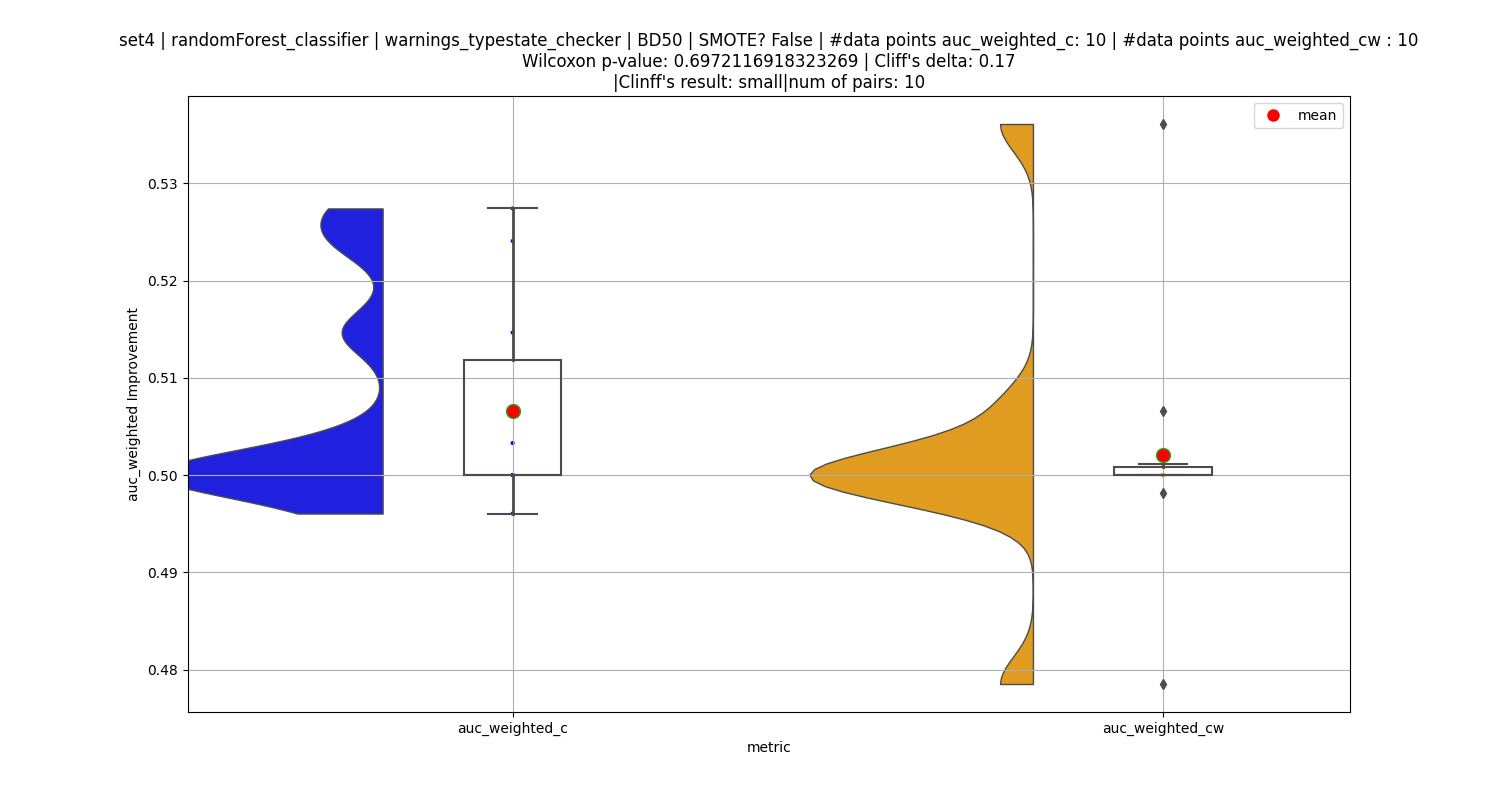 set4 | randomForest_classifier | warnings_typestate_checker | BD50 | SMOTE? False | #data points auc_weighted_c: 10 | #data points auc_weighted_cw : 10
Wilcoxon p-value: 0.6972116918323269 | Cliff's delta: 0.17
|Clinff's result: small|num of pairs: 10
mean
auc_weighted Improvement
0.53
0.52
0.51
0.50
0.49
0.48
auc_weighted_c
auc_weighted_cw
metric